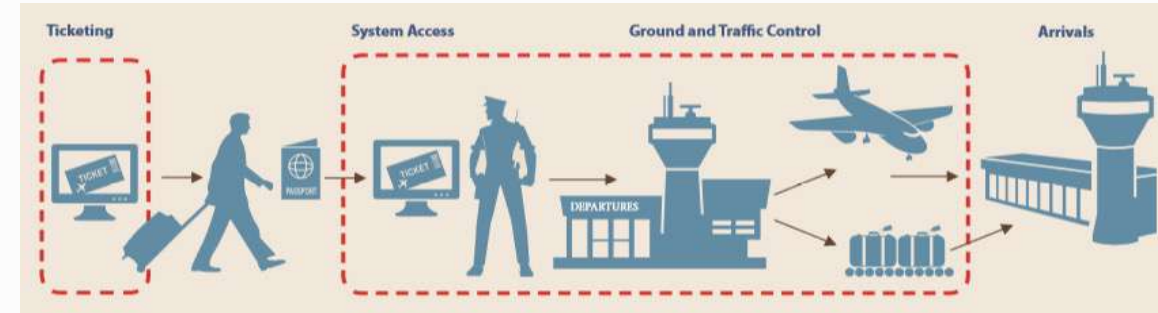 Ticketing
System Access
Ground and Traffic Control
Arrivals
TICKET
PASSPORT
TICKET
DEPARTURES